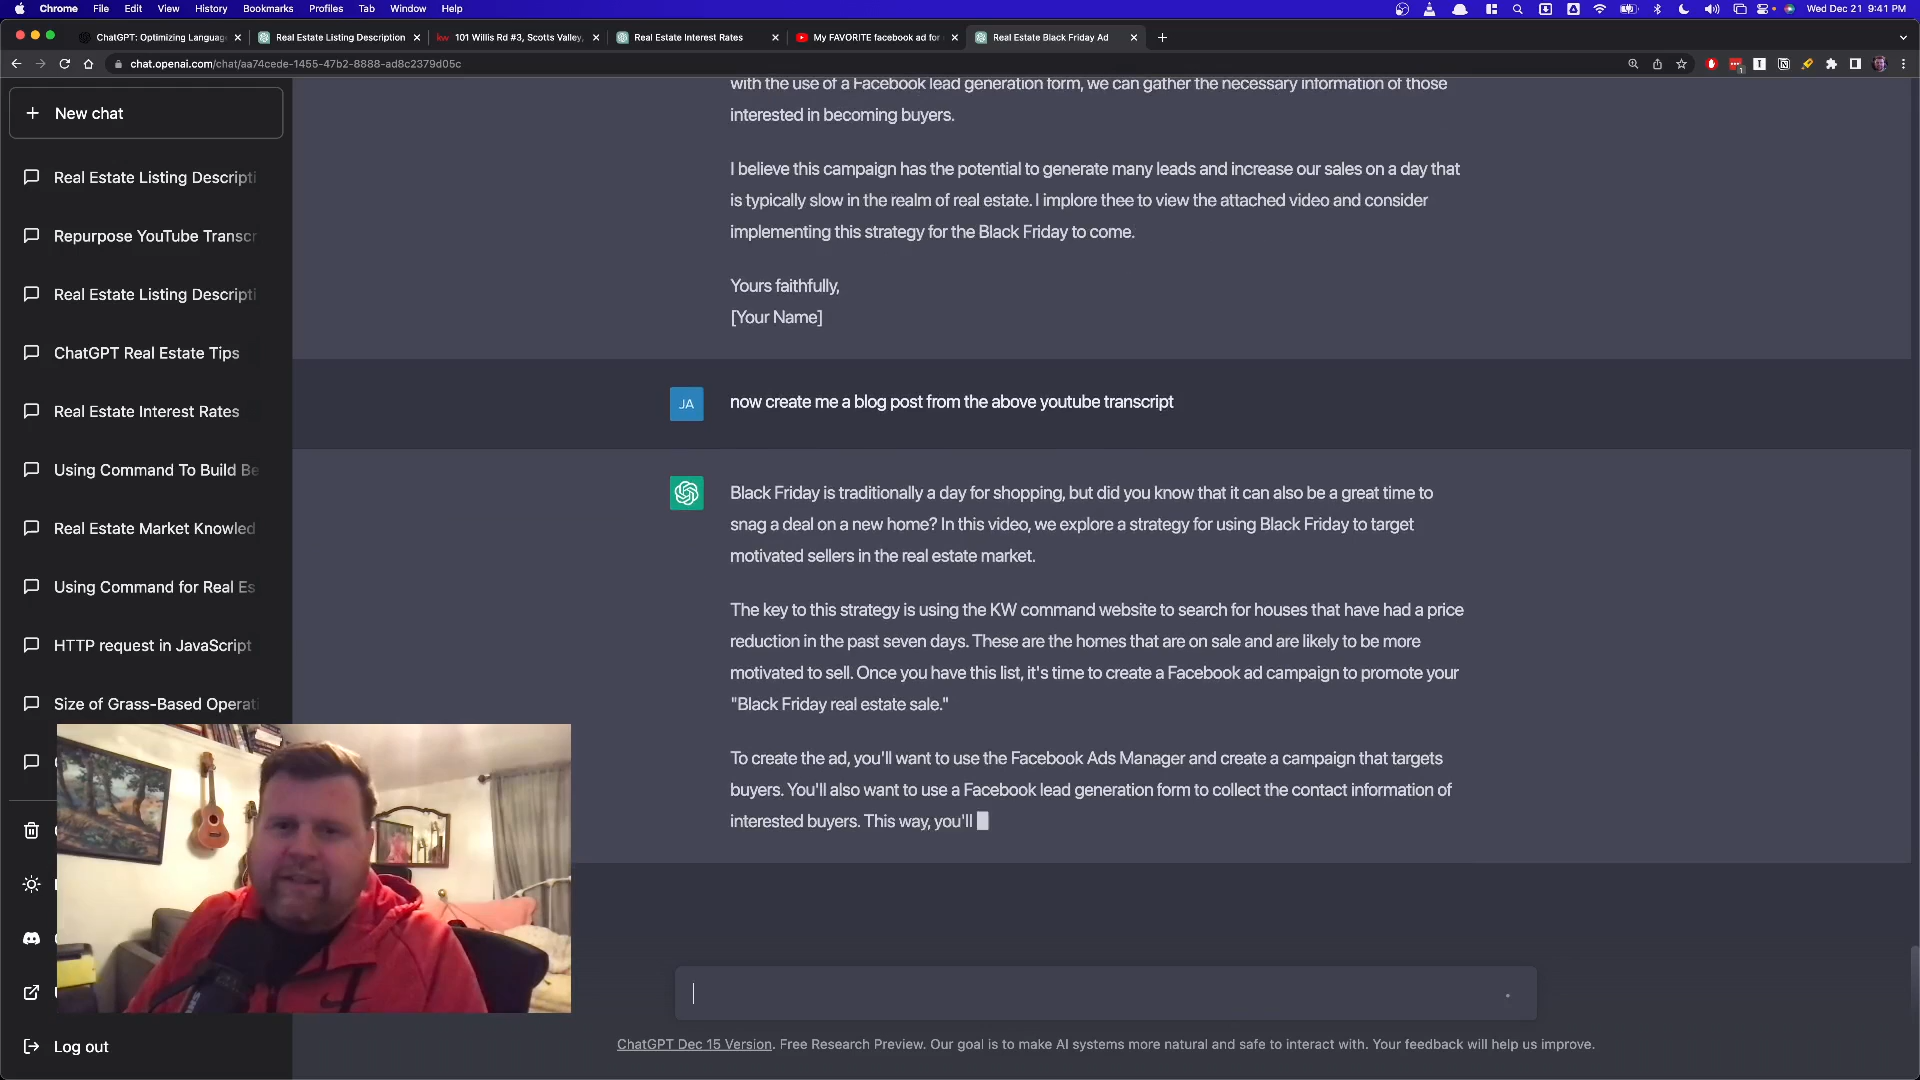 Chrome File Edit View History Bookmarks Profiles Tab Window Help Wed Dec 21 9:41 PM
ChatGPT: Optimizing Languag Real Estate Listing Description kw 101 Willis Rd #3, Scotts Valley, Real Estate Interest Rates My FAVORITE facebook ad for Real Estate Black Friday Ad
chat.openai.com/chat/aa74cede-1455-47b2-8888-ad8c2379d05c
New chat
Real Estate Listing Descripti
Repurpose YouTube Transcr
Real Estate Listing Descripti
ChatGPT Real Estate Tips
Real Estate Interest Rates
Using Command To Build Be
Real Estate Market Knowled
Using Command for Real Es
HTTP request in JavaScript
Size of Grass-Based Operati
Log out
with the use of a Facebook lead generation form, we can gather the necessary information of those
interested in becoming buyers.
I believe this campaign has the potential to generate many leads and increase our sales on a day that
is typically slow in the realm of real estate. I implore thee to view the attached video and consider
implementing this strategy for the Black Friday to come.
Yours faithfully,
[Your Name]
JA now create me a blog post from the above youtube transcript
Black Friday is traditionally a day for shopping, but did you know that it can also be a great time to
snag a deal on a new home? In this video, we explore a strategy for using Black Friday to target
motivated sellers in the real estate market.
The key to this strategy is using the KW command website to search for houses that have had a price
reduction in the past seven days. These are the homes that are on sale and are likely to be more
motivated to sell. Once you have this list, it's time to create a Facebook ad campaign to promote your
"Black Friday real estate sale."
To create the ad, you'll want to use the Facebook Ads Manager and create a campaign that targets
buyers. You'll also want to use a Facebook lead generation form to collect the contact information of
interested buyers. This way, you'll
ChatGPT Dec 15 Version. Free Research Preview. Our goal is to make AI systems more natural and safe to interact with. Your feedback will help us improve.